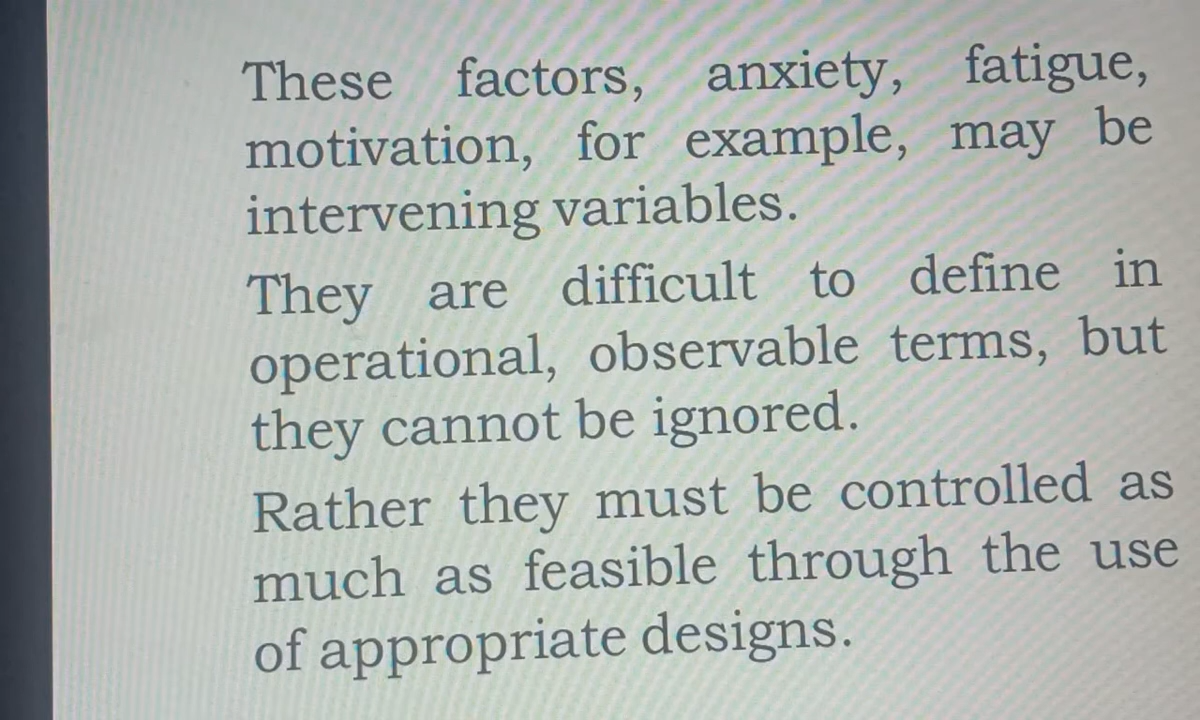 These factors, anxiety, fatigue,
motivation, for example, may be
intervening variables.
They are difficult to define in
operational, observable terms, but
they cannot be ignored.
Rather they must be controlled as
much as feasible through the use
of appropriate designs.